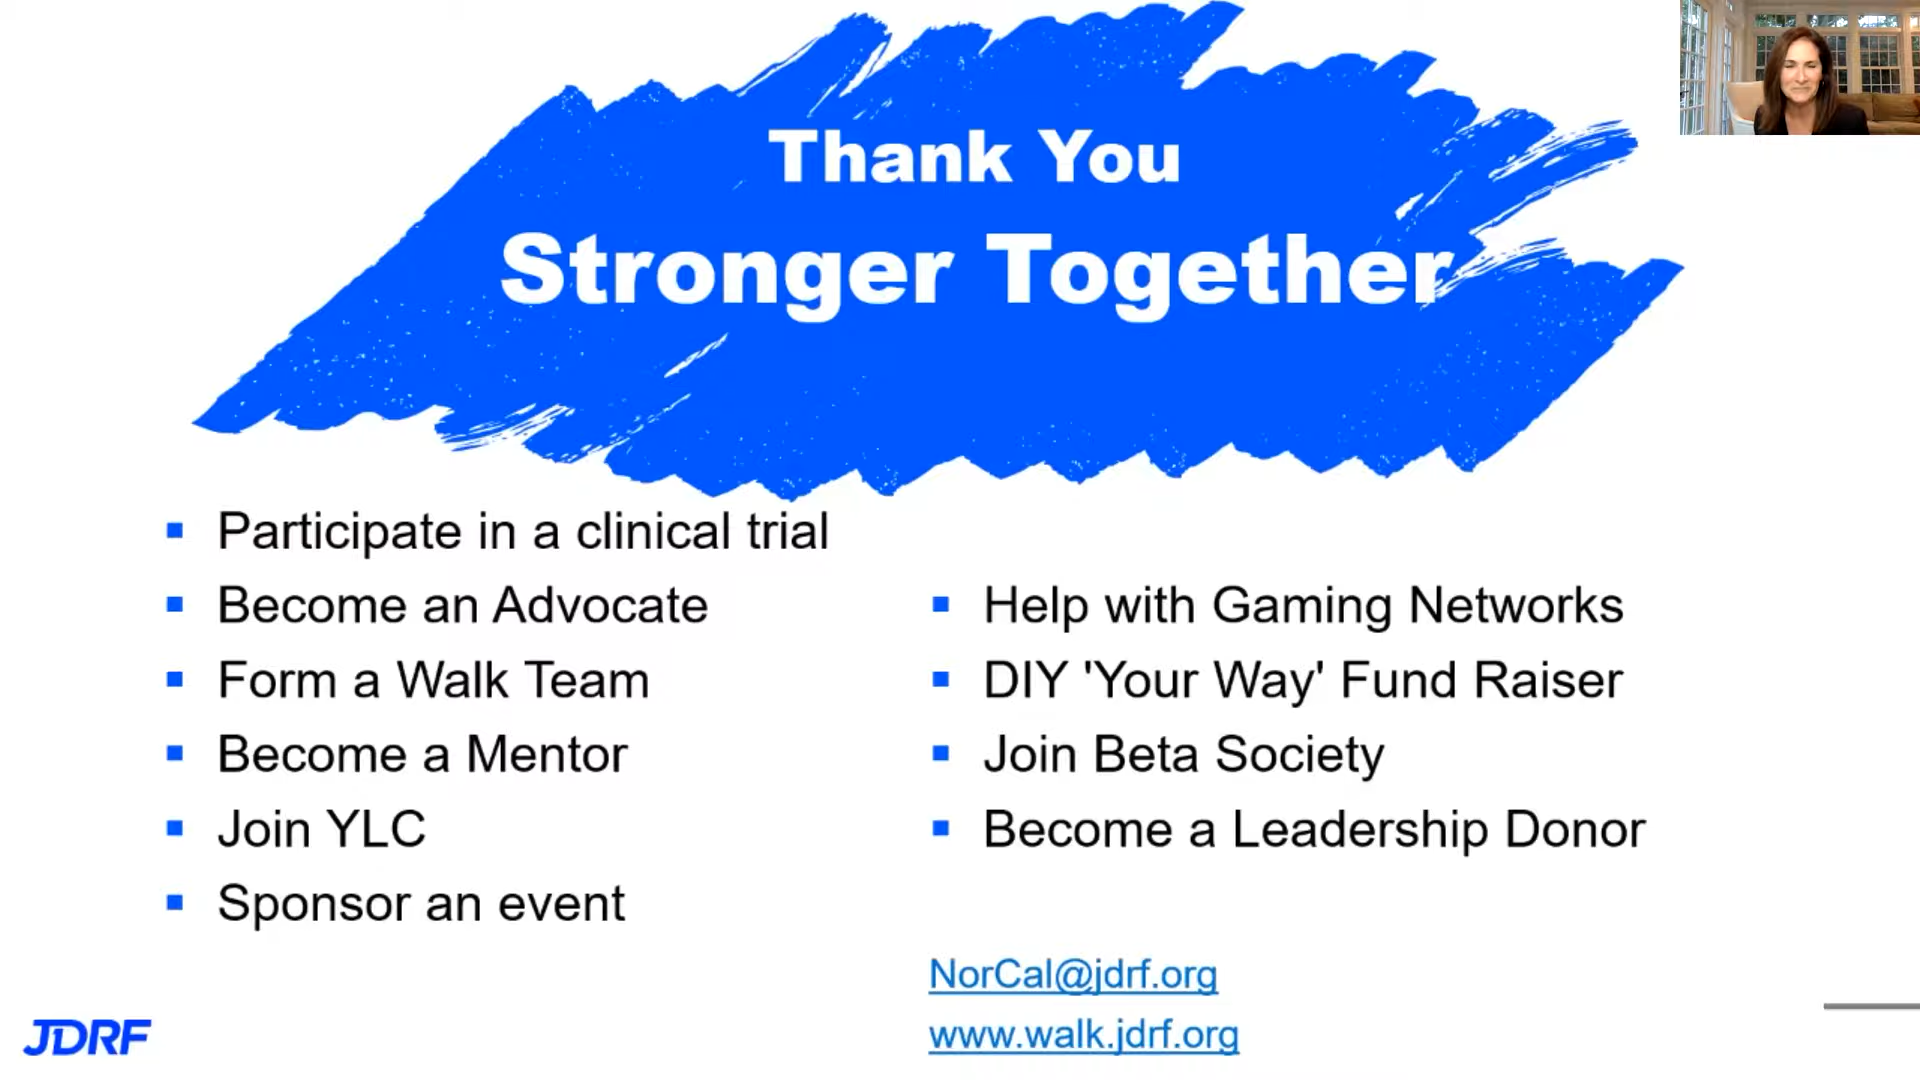 Thank You
Stronger Together
Participate in a clinical trial
Become an Advocate
Form a Walk Team
Become a Mentor
Join YLC
Sponsor an event
Help with Gaming Networks
DIY 'Your Way' Fund Raiser
Join Beta Society
Become a Leadership Donor
NorCal@jdrf.org
www.walk.jdrf.org
JDRF